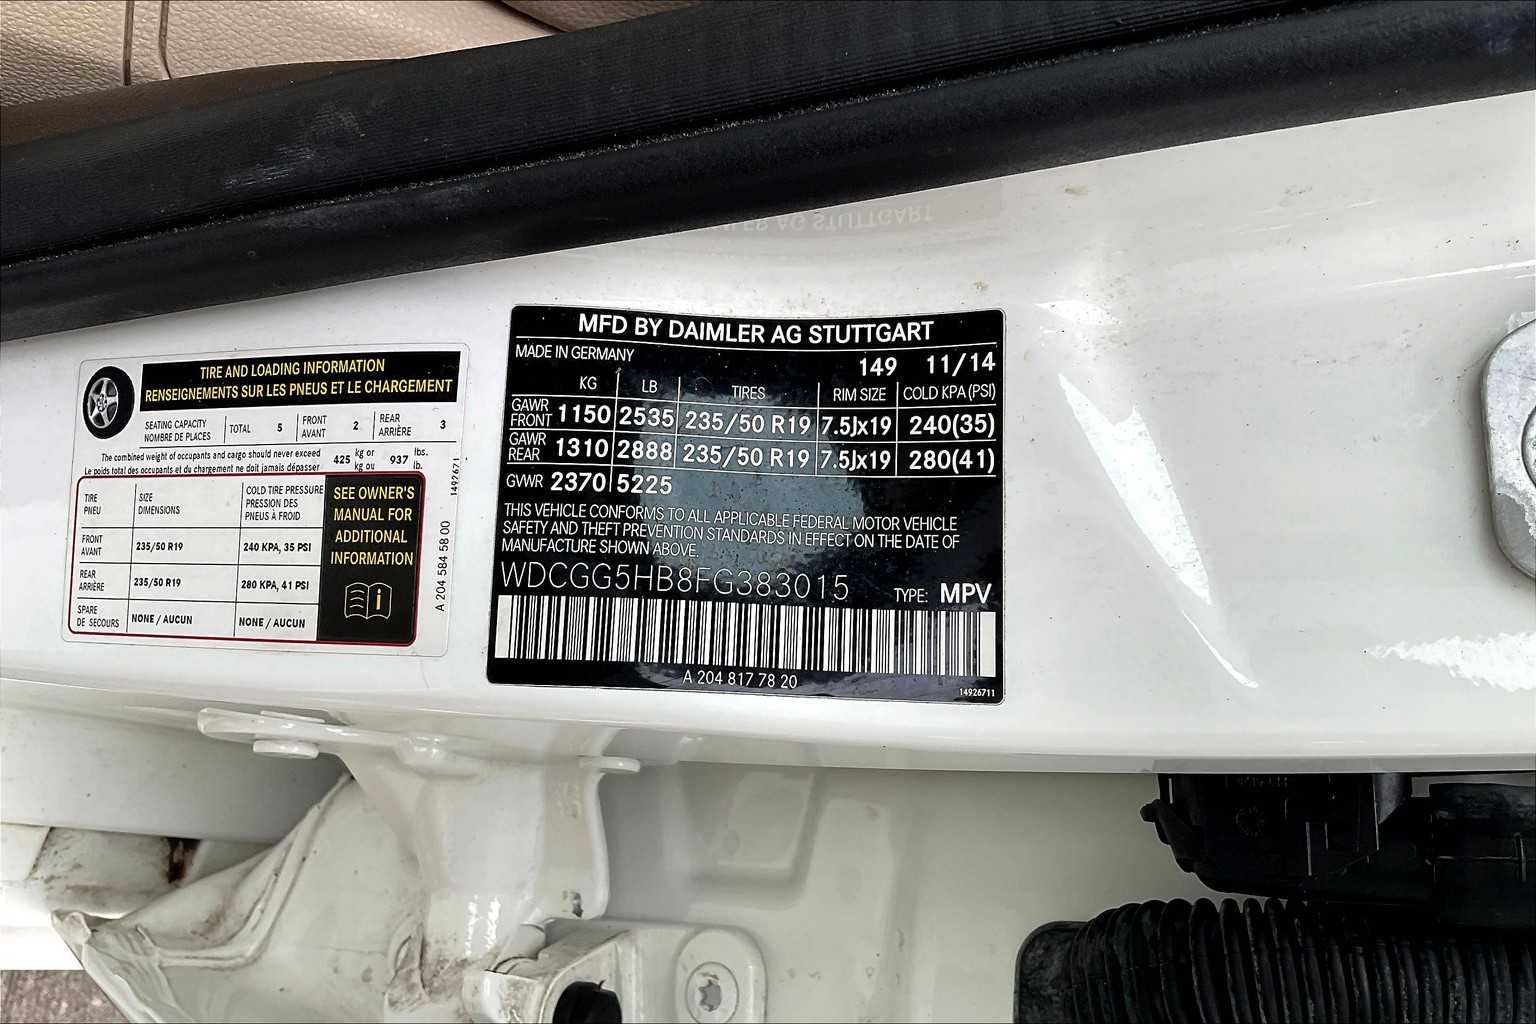 TIRE AND LOADING INFORMATION
RENSEIGNEMENTS SUR LES PNEUS ET LE CHARGEMENT
SEATING CAPACITY
NOMBRE DE PLACES
TOTAL 5
FRONT
AVANT 2
REAR
ARRIÈRE 3
The combined weight of occupants and cargo should never exceed
Le poids total des occupants et du chargement ne doit jamais dépasser
425 kg or
kg ou
937 lbs.
lb.
TIRE
PNEU
SIZE
DIMENSIONS
COLD TIRE PRESSURE
PRESSION DES
PNEUS À FROID
FRONT
AVANT
235/50 R19
240 KPA, 35 PSI
REAR
ARRIÈRE
235/50 R19
280 KPA, 41 PSI
SPARE
DE SECOURS
NONE / AUCUN
NONE / AUCUN
SEE OWNER'S
MANUAL FOR
ADDITIONAL
INFORMATION
i
A 204 584 58 00
1492671
MFD BY DAIMLER AG STUTTGART
MADE IN GERMANY 149 11/14
KG LB TIRES RIM SIZE COLD KPA (PSI)
GAWR
FRONT 1150 2535 235/50 R19 7.5Jx19 240(35)
GAWR
REAR 1310 2888 235/50 R19 7.5Jx19 280(41)
GVWR 2370 5225
THIS VEHICLE CONFORMS TO ALL APPLICABLE FEDERAL MOTOR VEHICLE
SAFETY AND THEFT PREVENTION STANDARDS IN EFFECT ON THE DATE OF
MANUFACTURE SHOWN ABOVE.
WDCGG5HB8FG383015 TYPE: MPV
A 204 817 78 20
14926711